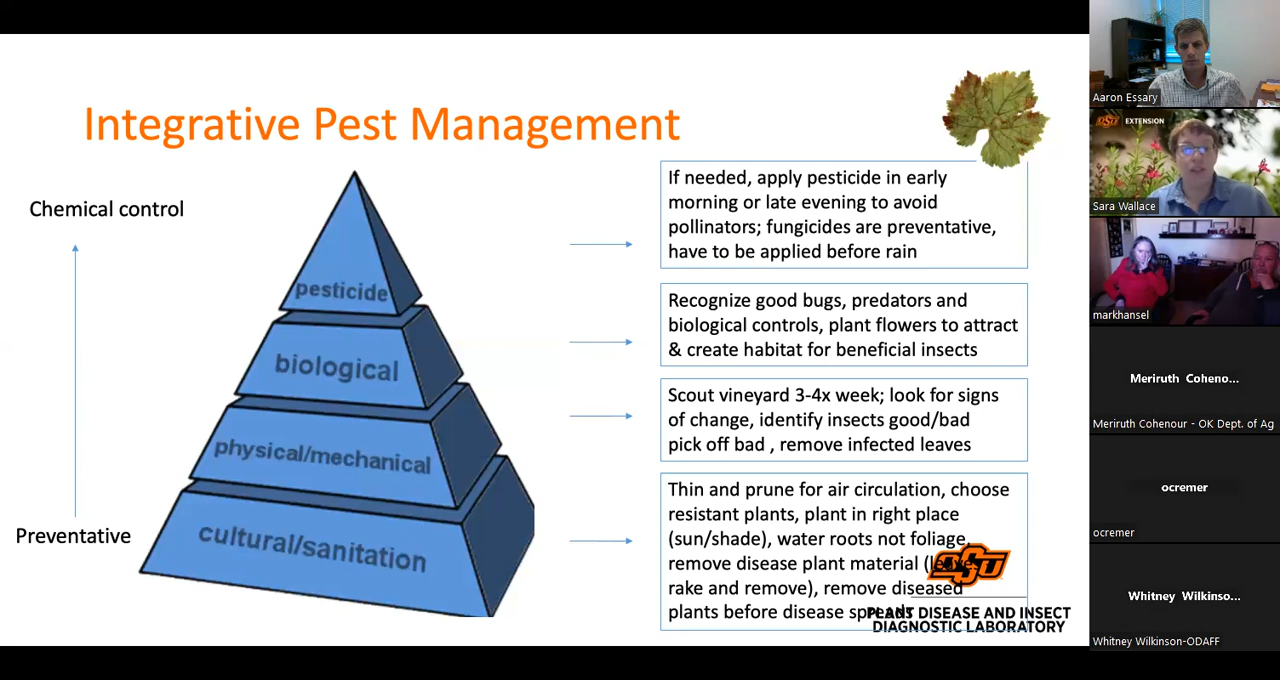 Integrative Pest Management
Chemical control
Preventative
pesticide
biological
physical/mechanical
cultural/sanitation
If needed, apply pesticide in early
morning or late evening to avoid
pollinators; fungicides are preventative,
have to be applied before rain
Recognize good bugs, predators and
biological controls, plant flowers to attract
& create habitat for beneficial insects
Scout vineyard 3-4x week; look for signs
of change, identify insects good/bad
pick off bad , remove infected leaves
Thin and prune for air circulation, choose
resistant plants, plant in right place
(sun/shade), water roots not foliage,
remove disease plant material
rake and remove), remove diseased
plants before disease
OSU
PLANT DISEASE AND INSECT
DIAGNOSTIC LABORATORY
Aaron Essary
OSU EXTENSION
Sara Wallace
markhansel
Meriruth Coheno...
Meriruth Cohenour - OK Dept. of Ag
ocremer
ocremer
Whitney Wilkinso...
Whitney Wilkinson-ODAFF